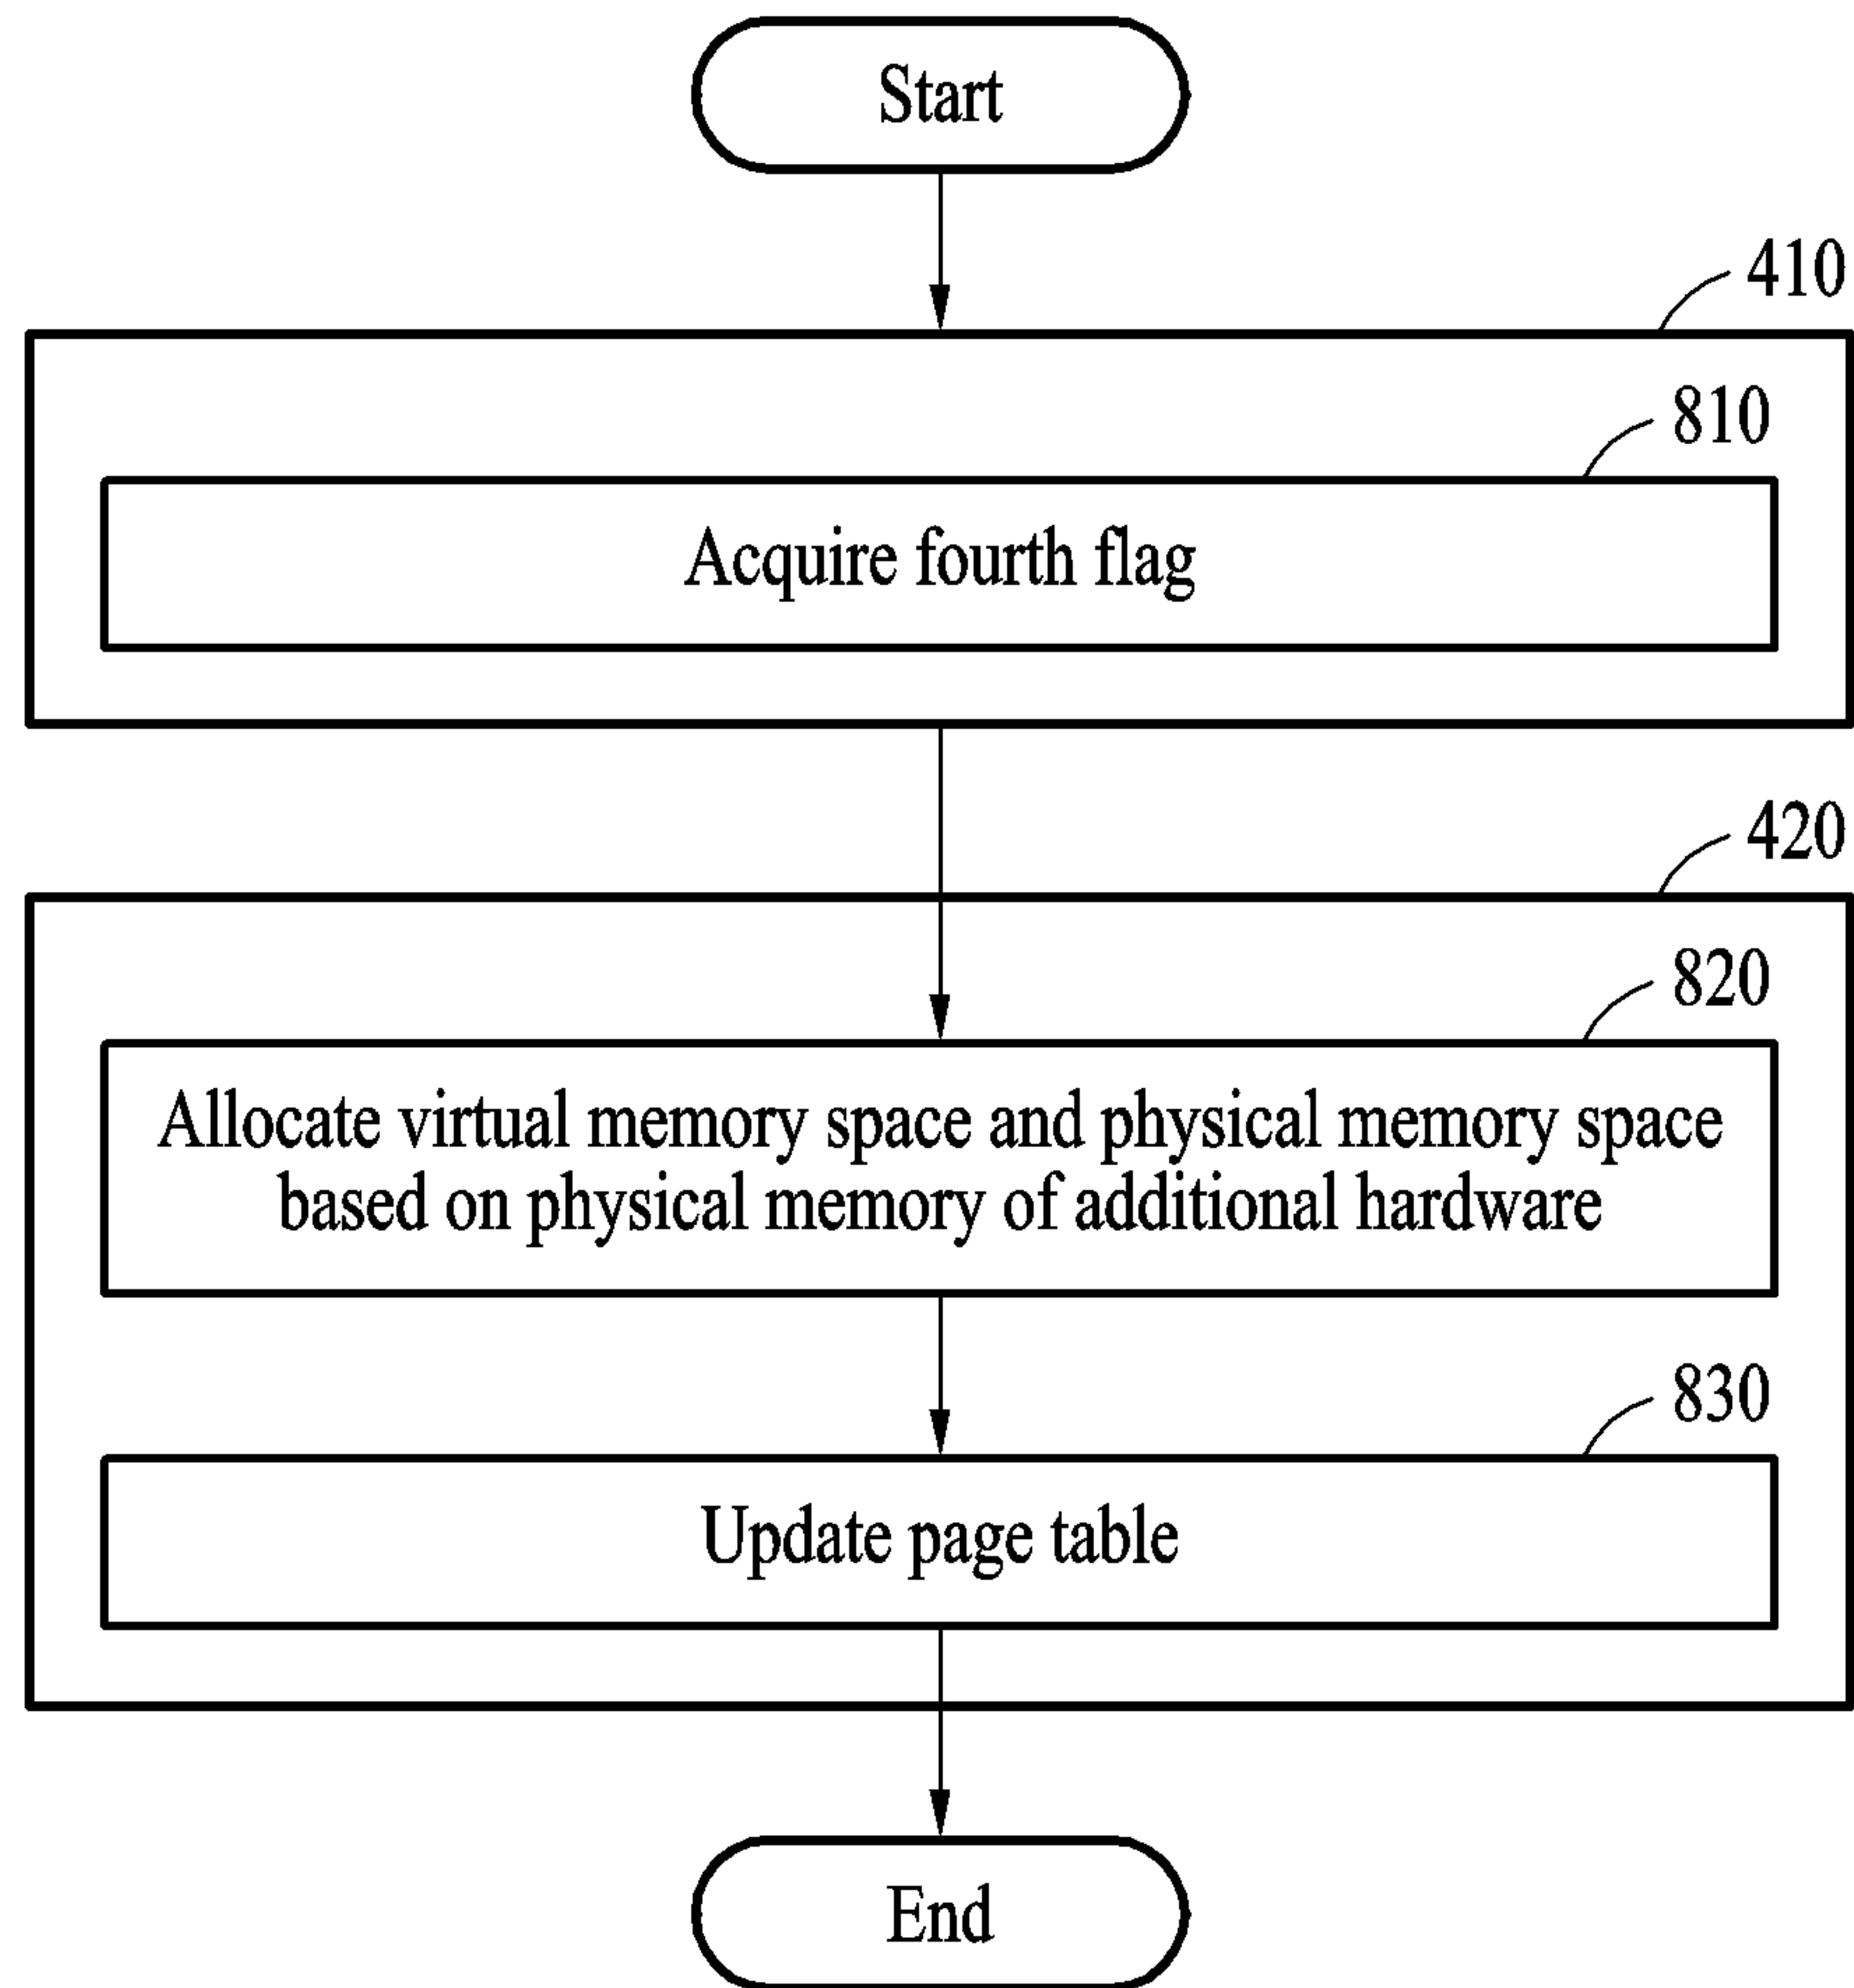 Start
410
810
Acquire fourth flag
420
820
Allocate virtual memory space and physical memory space
based on physical memory of additional hardware
830
Update page table
End